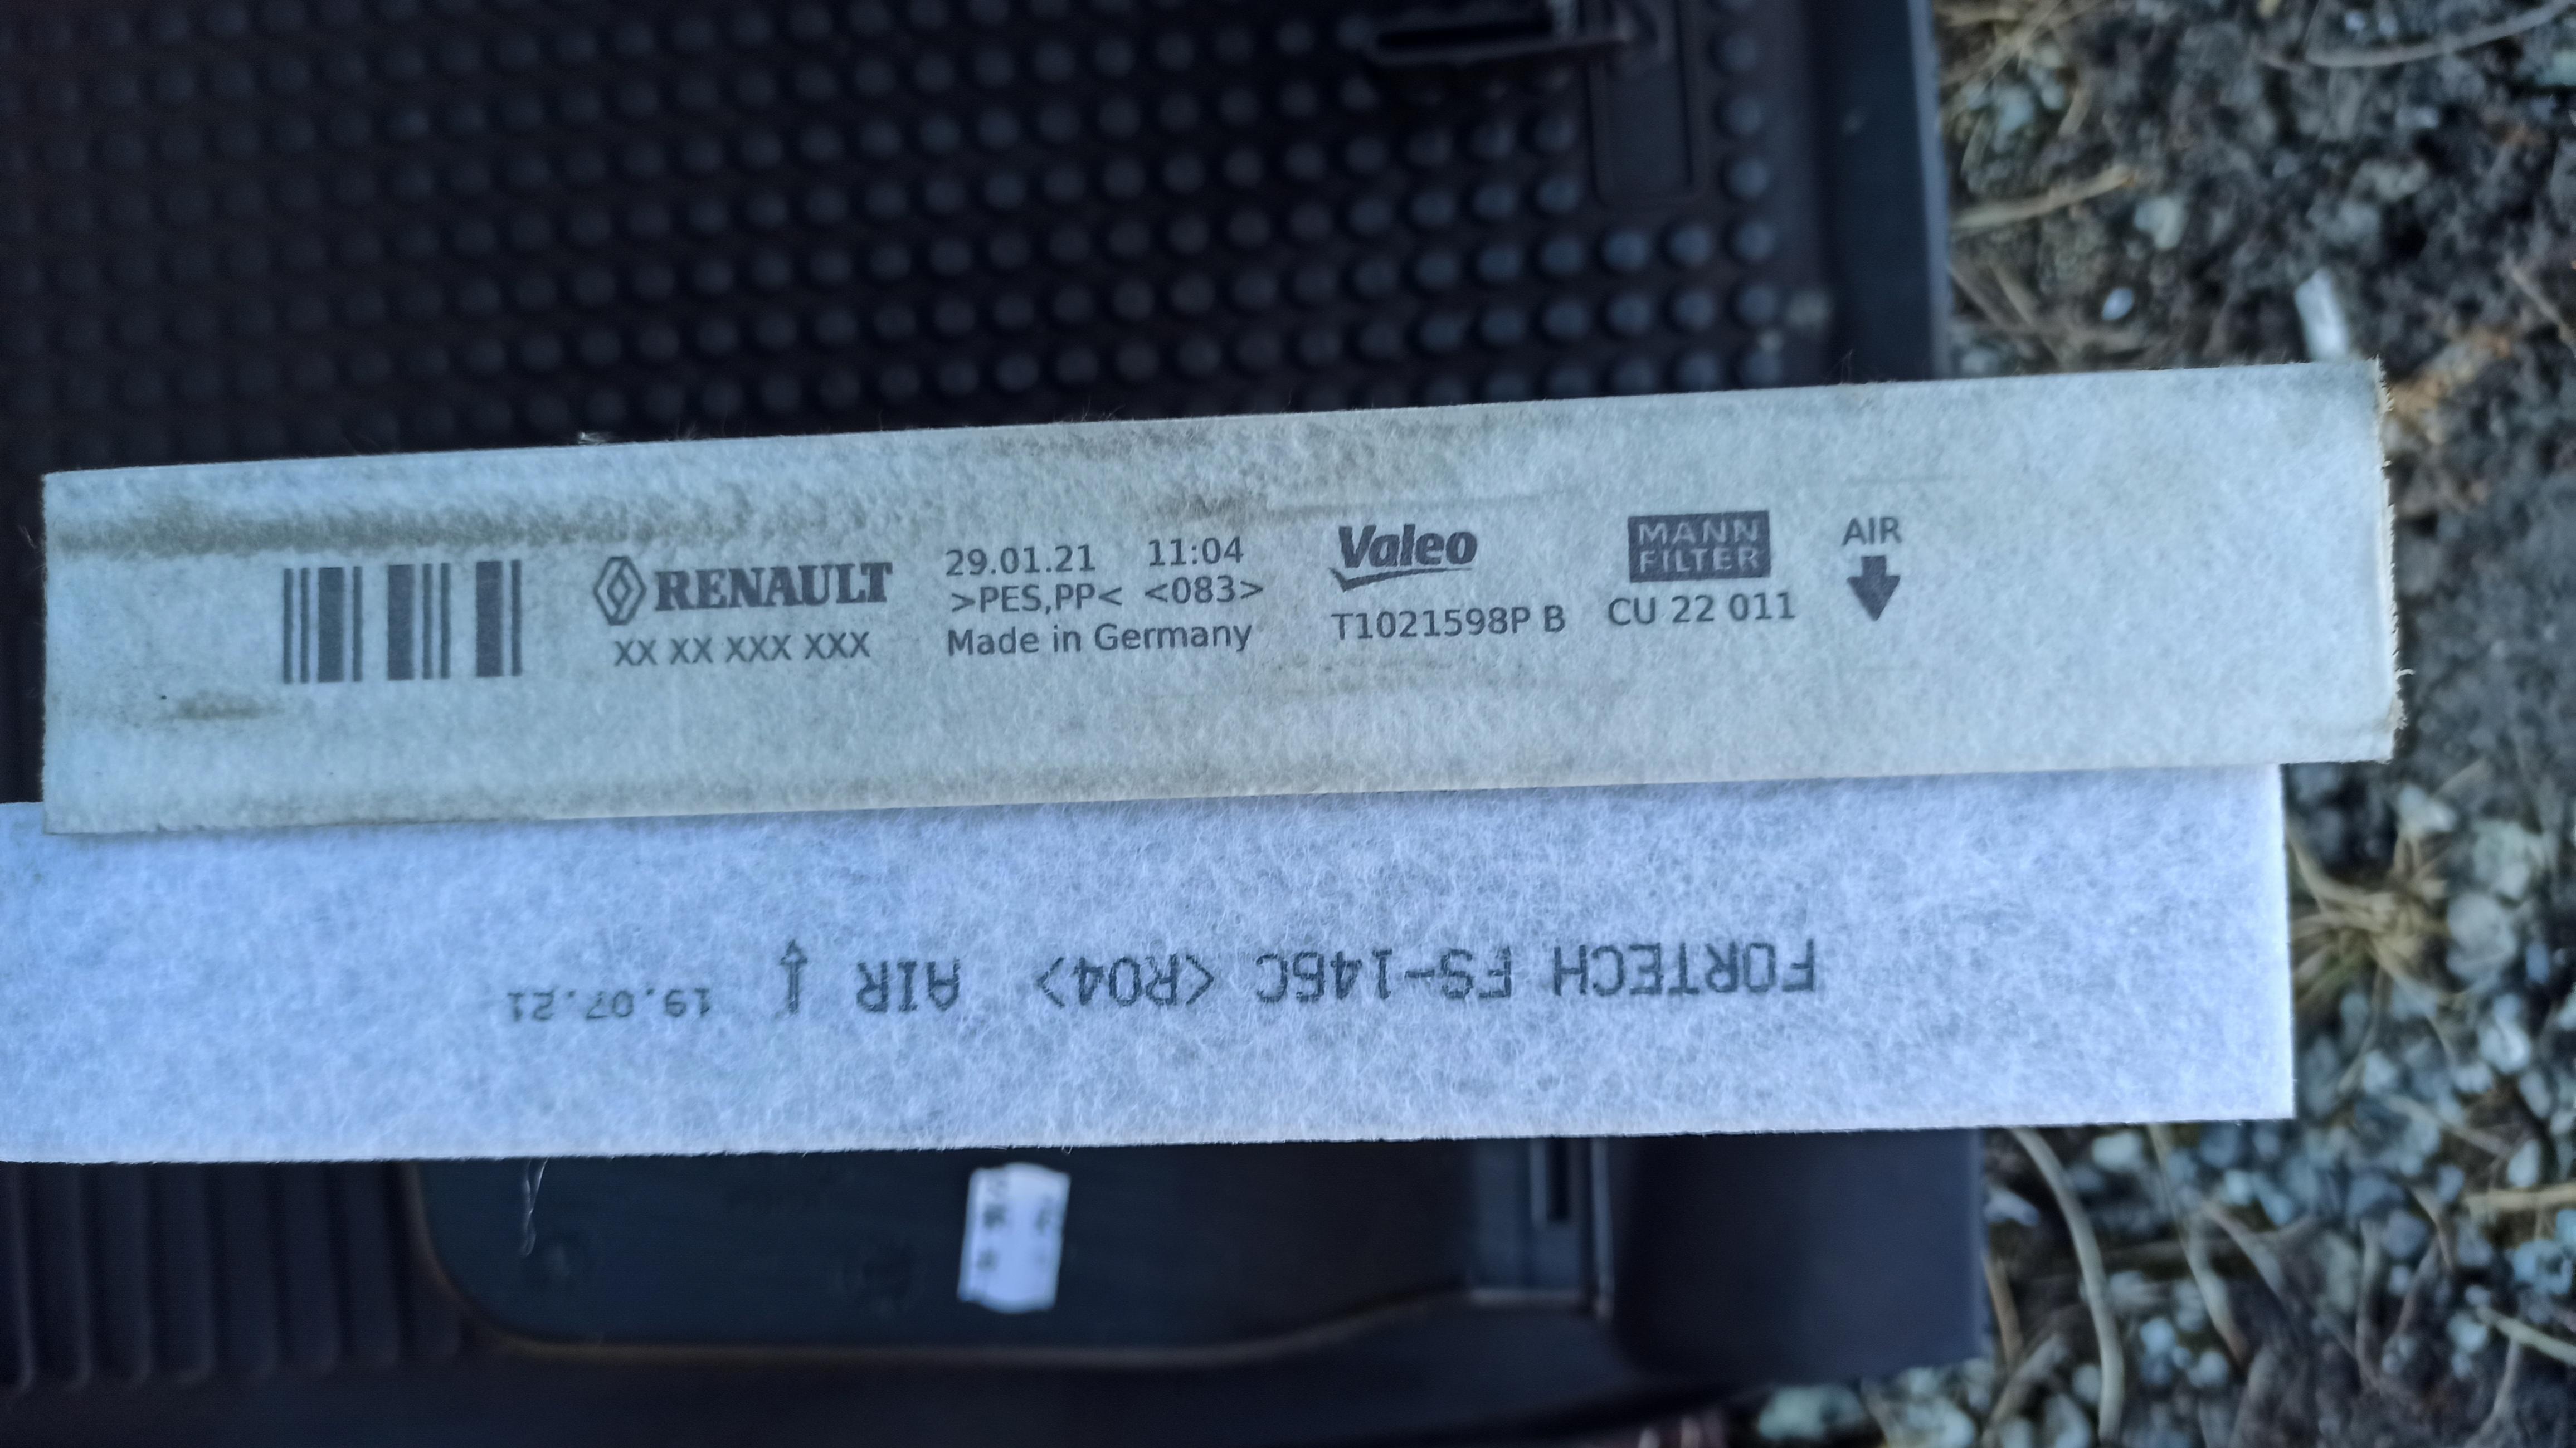 RENAULT
XX XX XXX XXX
29.01.21 11:04
>PES,PP< <083>
Made in Germany
Valeo
T1021598P B
MANN
FILTER
CU 22 011
AIR
FORTECH FS-146C <R04> AIR ↓ 19.07.21